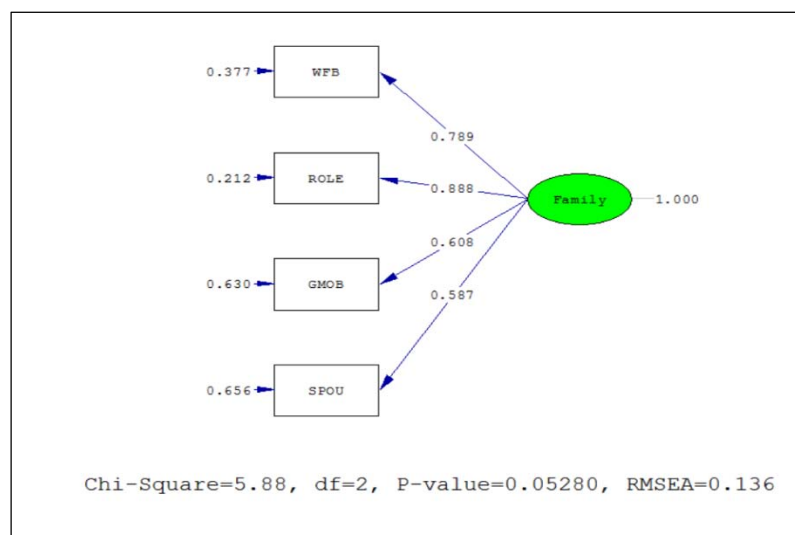 0.377 WFB
0.789
0.212 ROLE
0.888
Family 1.000
0.608
0.630 GMOB
0.587
0.656 SPOU
Chi-Square=5.88, df=2, P-value=0.05280, RMSEA=0.136